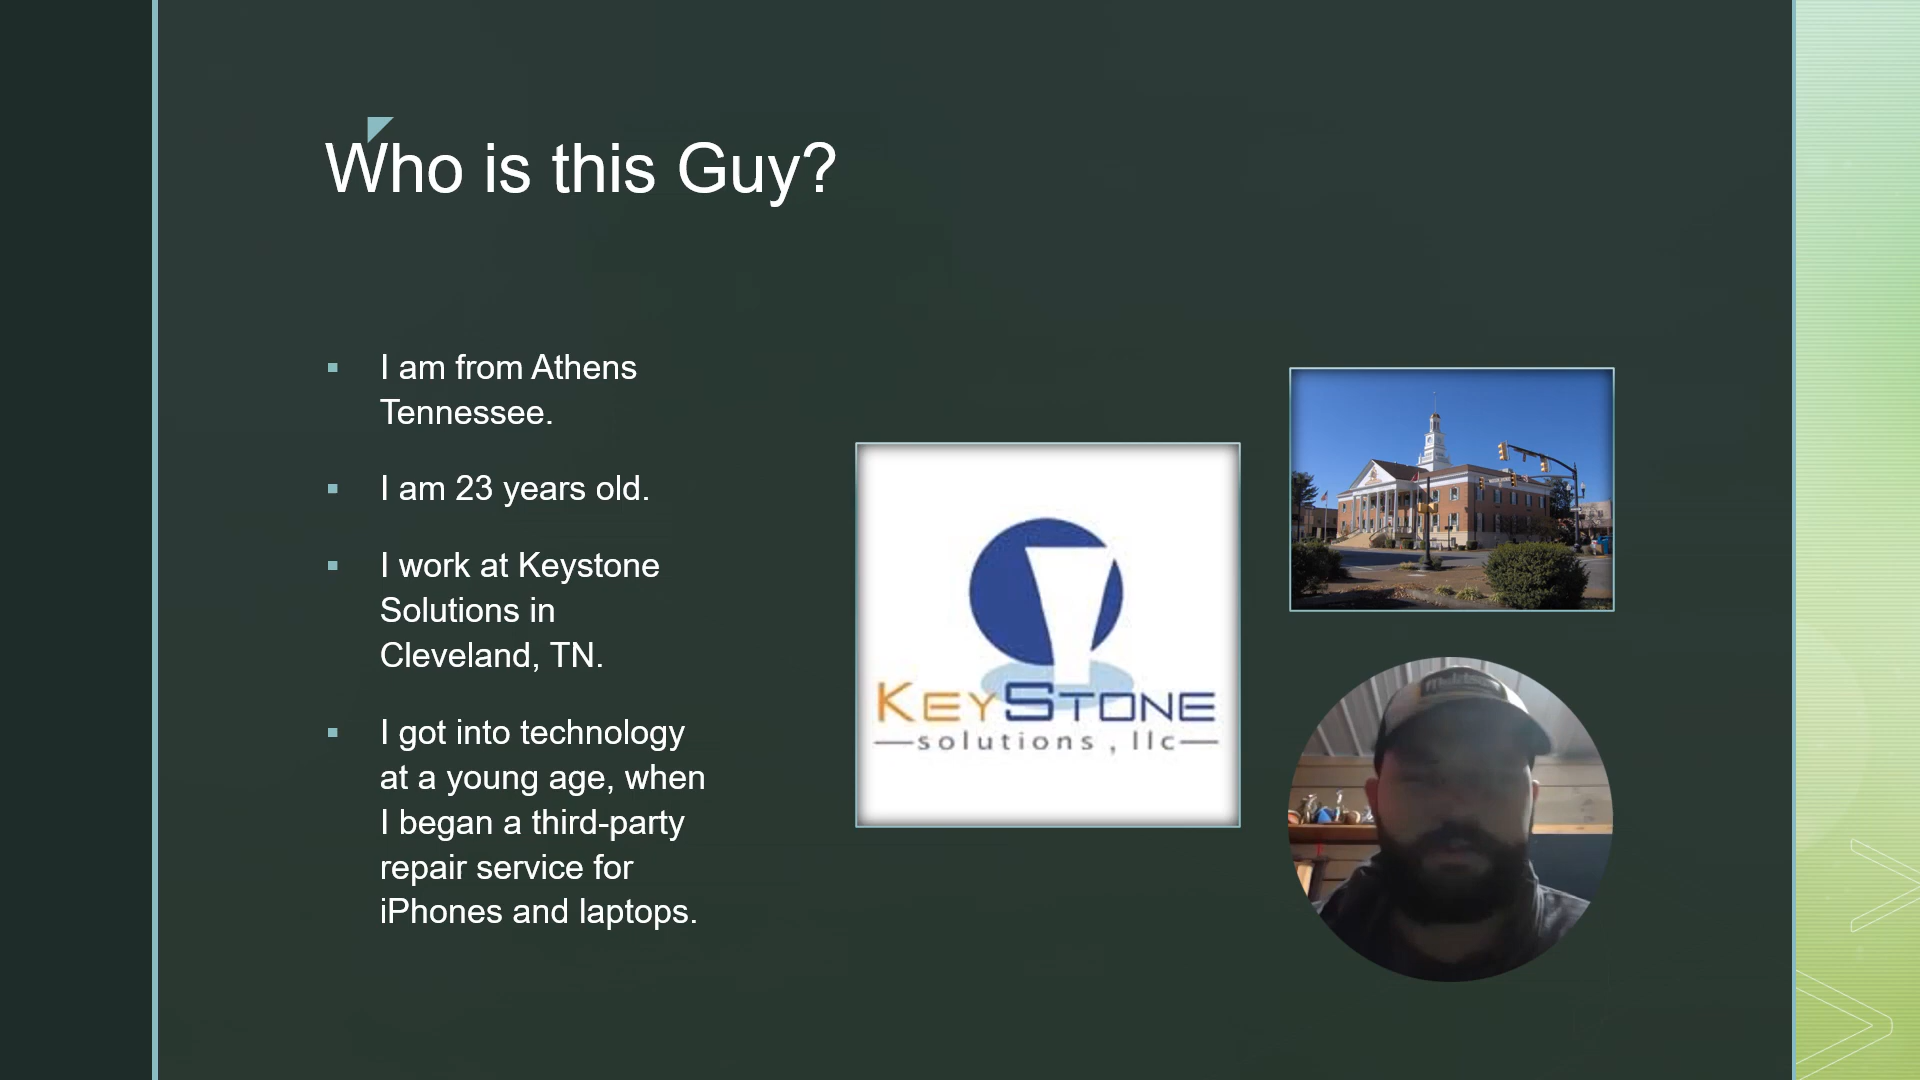 Who is this Guy?
I am from Athens
Tennessee.
I am 23 years old.
I work at Keystone
Solutions in
Cleveland, TN.
I got into technology
at a young age, when
I began a third-party
repair service for
iPhones and laptops.
KEYSTONE
solutions, llc